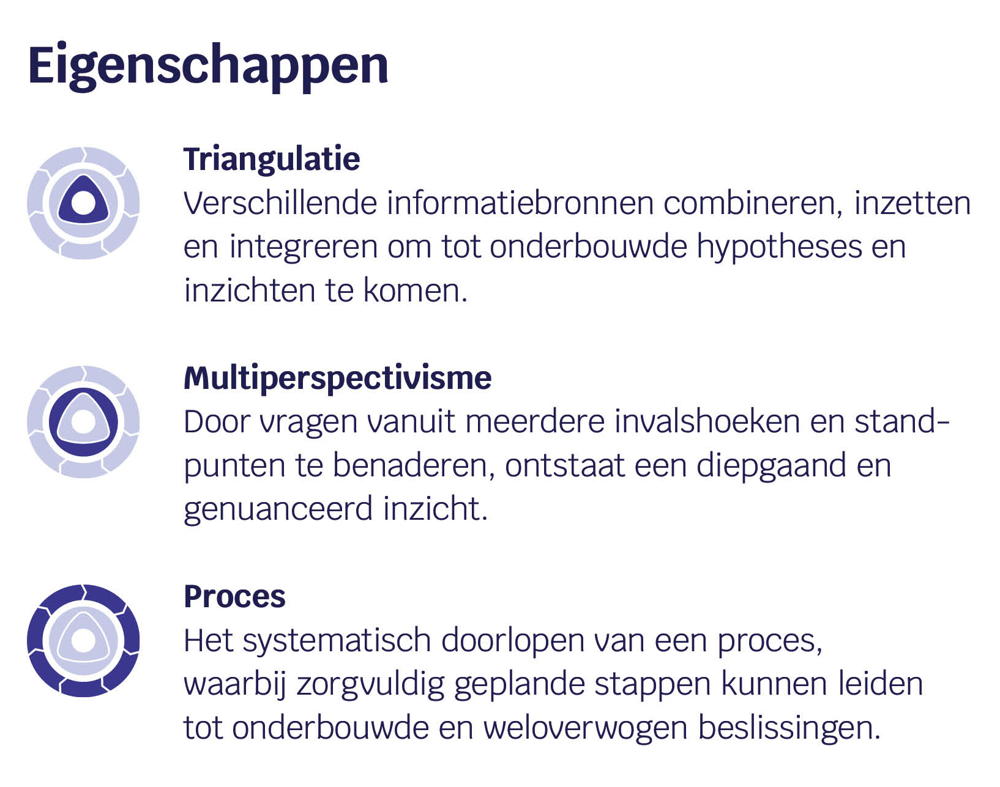 Eigenschappen
Triangulatie
Verschillende informatiebronnen combineren, inzetten
en integreren om tot onderbouwde hypotheses en
inzichten te komen.
Multiperspectivisme
Door vragen vanuit meerdere invalshoeken en stand-
punten te benaderen, ontstaat een diepgaand en
genuanceerd inzicht.
Proces
Het systematisch doorlopen van een proces,
waarbij zorgvuldig geplande stappen kunnen leiden
tot onderbouwde en weloverwogen beslissingen.